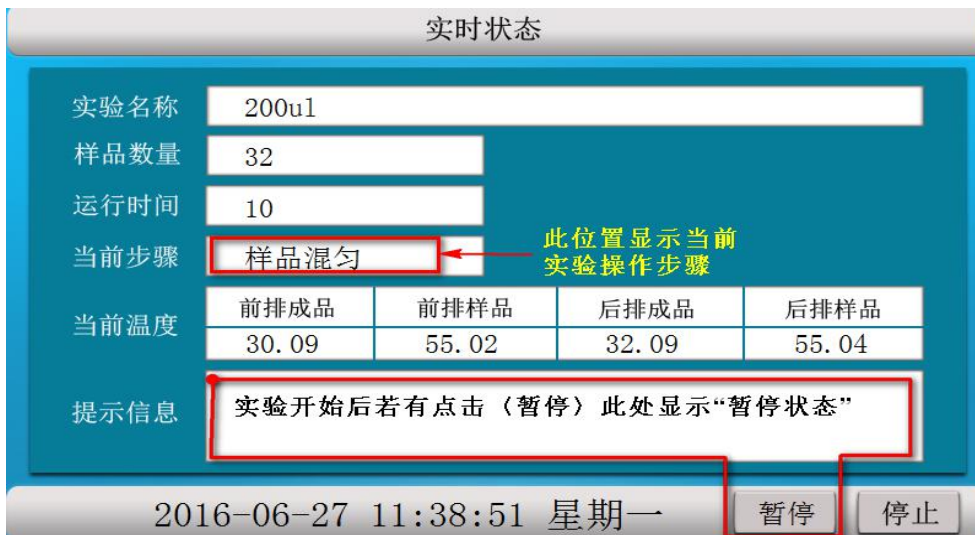 实时状态
实验名称 200ul
样品数量 32
运行时间 10
此位置显示当前
当前步骤 样品混匀 实验操作步骤
前排成品 前排样品 后排成品 后排样品
当前温度
30.09 55.02 32.09 55.04
提示信息 实验开始后若有点击（暂停）此处显示“暂停状态”
2016-06-27 11:38:51 星期一 暂停 停止